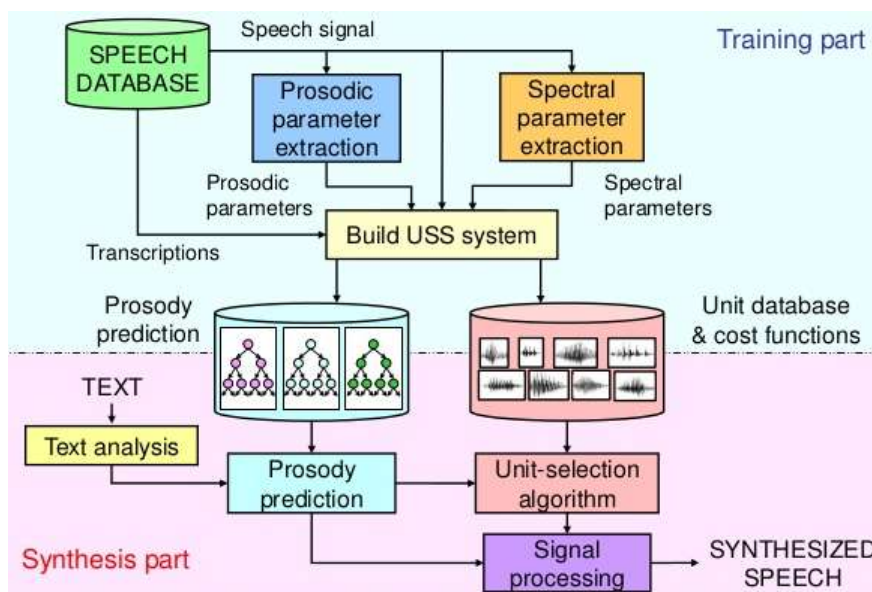 Speech signal
SPEECH
DATABASE
Training part
Prosodic
parameter
extraction
Spectral
parameter
extraction
Prosodic
parameters
Spectral
parameters
Build USS system
Transcriptions
Prosody
prediction
Unit database
& cost functions
TEXT
Text analysis
Prosody
prediction
Unit-selection
algorithm
Synthesis part
Signal
processing
SYNTHESIZED
SPEECH